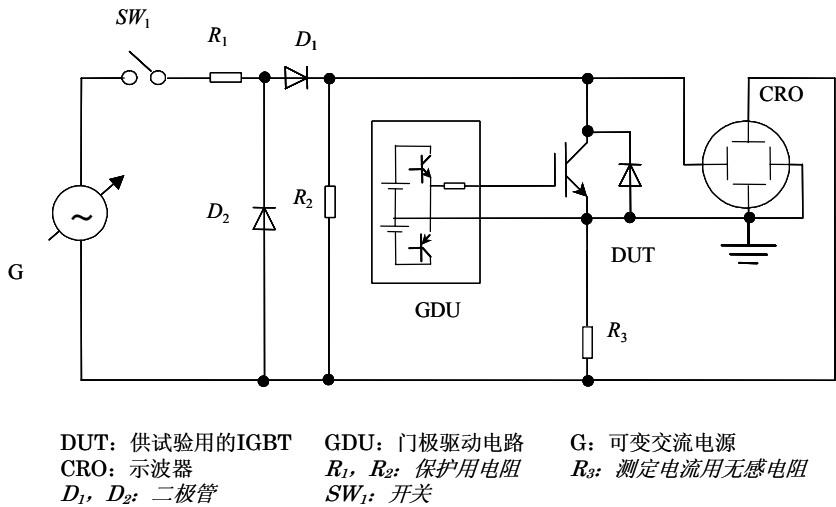 SW₁
R₁
D₁
CRO
D₂
R₂
DUT
G
GDU
R₃
DUT：供试验用的IGBT GDU：门极驱动电路 G：可变交流电源
CRO：示波器 R₁，R₂：保护用电阻 R₃：测定电流用无感电阻
D₁，D₂：二极管 SW₁：开关